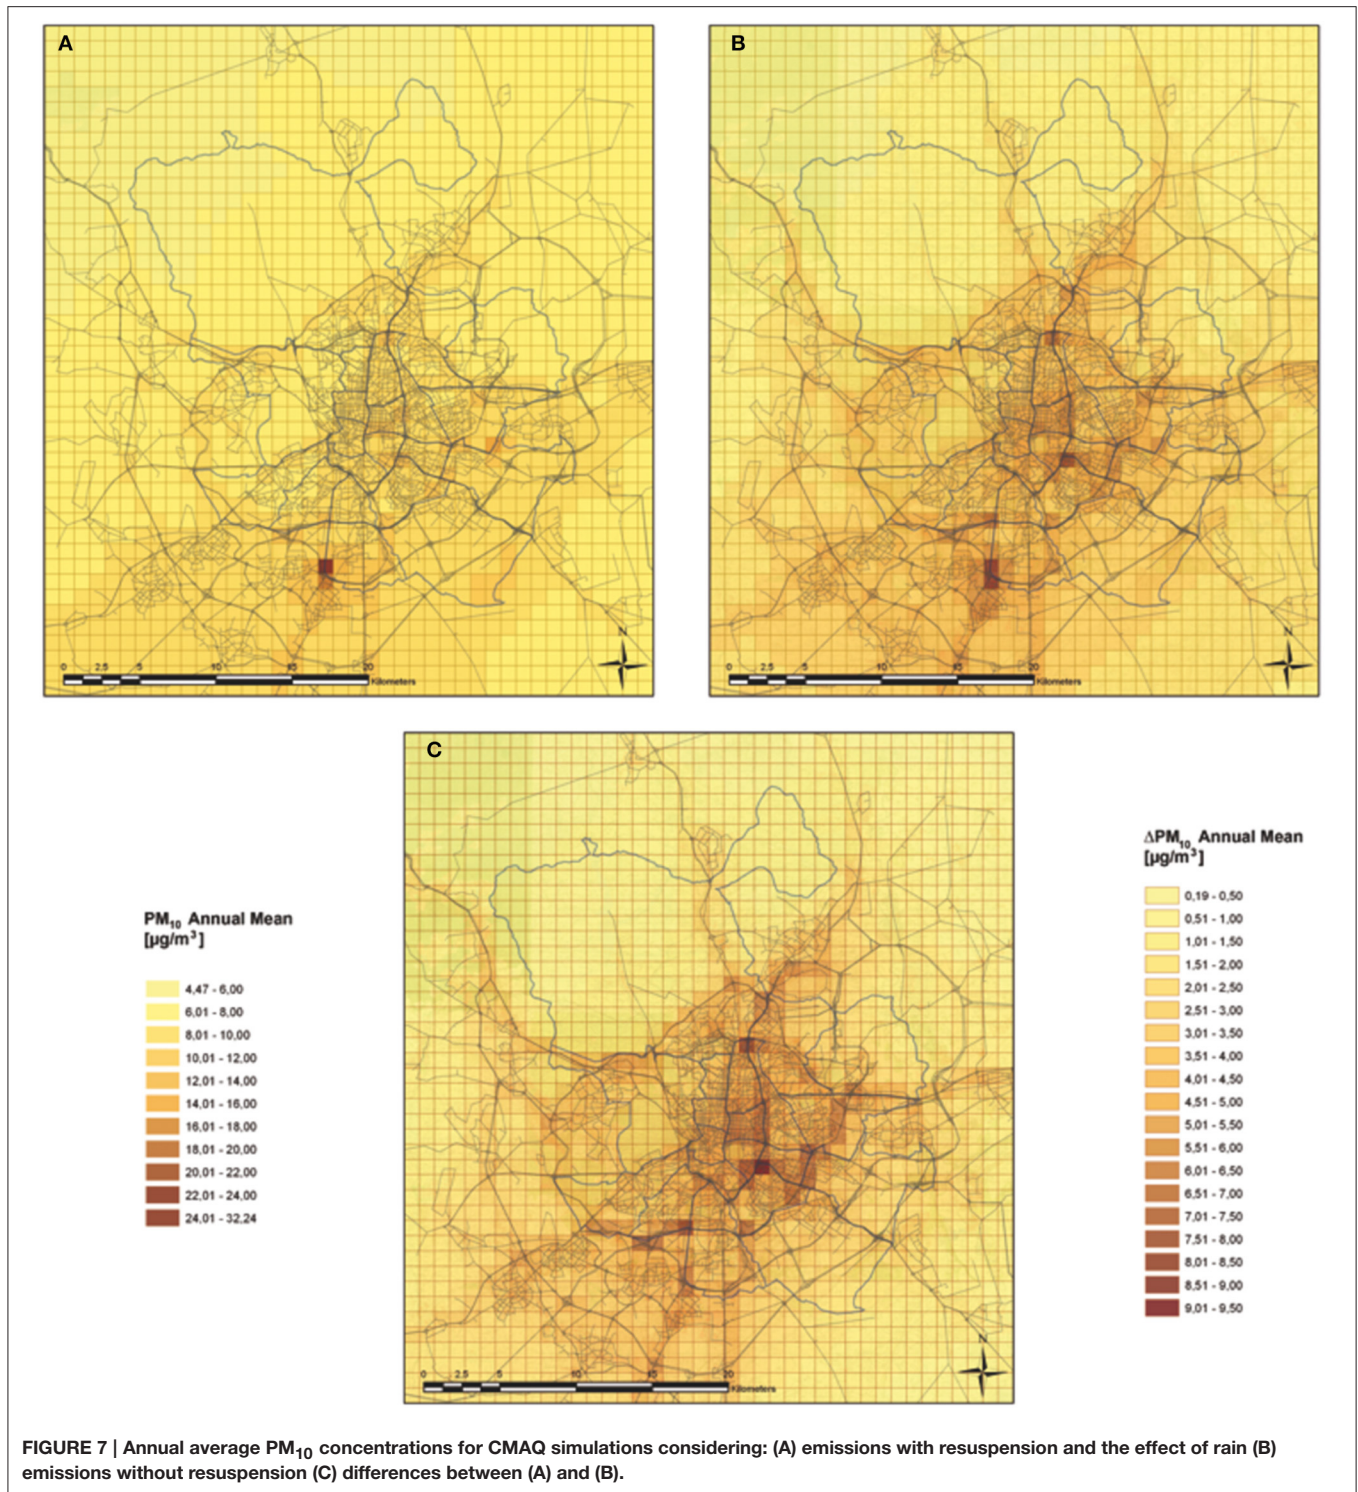 A
B
N
N
0 2.5 5 10 15 20
Kilometers
0 2.5 5 10 15 20
Kilometers
C
PM10 Annual Mean
[µg/m3]
4,47 - 6,00
6,01 - 8,00
8,01 - 10,00
10,01 - 12,00
12,01 - 14,00
14,01 - 16,00
16,01 - 18,00
18,01 - 20,00
20,01 - 22,00
22,01 - 24,00
24,01 - 32,24
ΔPM10 Annual Mean
[µg/m3]
0,19 - 0,50
0,51 - 1,00
1,01 - 1,50
1,51 - 2,00
2,01 - 2,50
2,51 - 3,00
3,01 - 3,50
3,51 - 4,00
4,01 - 4,50
4,51 - 5,00
5,01 - 5,50
5,51 - 6,00
6,01 - 6,50
6,51 - 7,00
7,01 - 7,50
7,51 - 8,00
8,01 - 8,50
8,51 - 9,00
9,01 - 9,50
N
0 2.5 5 10 15 20
Kilometers
FIGURE 7 | Annual average PM10 concentrations for CMAQ simulations considering: (A) emissions with resuspension and the effect of rain (B)
emissions without resuspension (C) differences between (A) and (B).